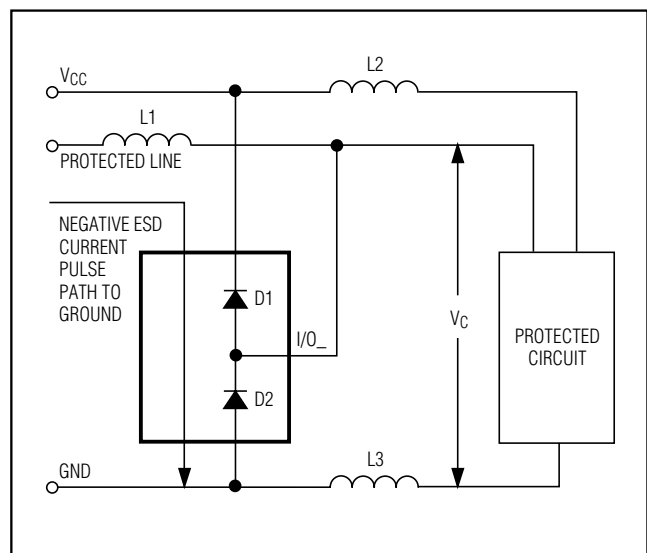 VCC
L2
L1
PROTECTED LINE
NEGATIVE ESD
CURRENT
PULSE
PATH TO
GROUND
D1
I/O_
VC
PROTECTED
CIRCUIT
D2
L3
GND